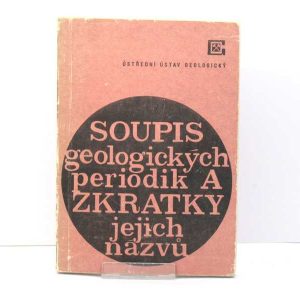 ÚSTŘEDNÍ ÚSTAV GEOLOGICKÝ
SOUPIS
geologických
periodik A
ZKRATKY
jejich
názvů